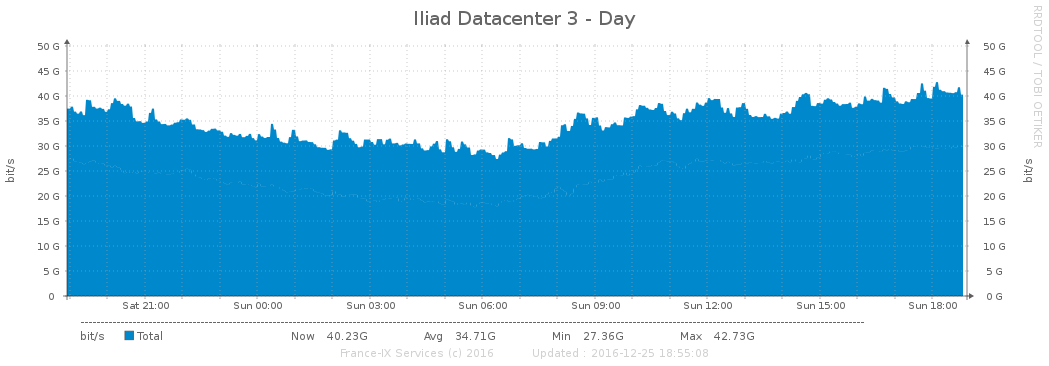 Iliad Datacenter 3 - Day
RRDTOOL / TOBI OETIKER
50 G 50 G
45 G 45 G
40 G 40 G
35 G 35 G
30 G 30 G
25 G 25 G
20 G 20 G
15 G 15 G
10 G 10 G
5 G 5 G
0 0 G
bit/s bit/s
Sat 21:00 Sun 00:00 Sun 03:00 Sun 06:00 Sun 09:00 Sun 12:00 Sun 15:00 Sun 18:00
bit/s Total Now 40.23G Avg 34.71G Min 27.36G Max 42.73G
France-IX Services (c) 2016 Updated : 2016-12-25 18:55:08